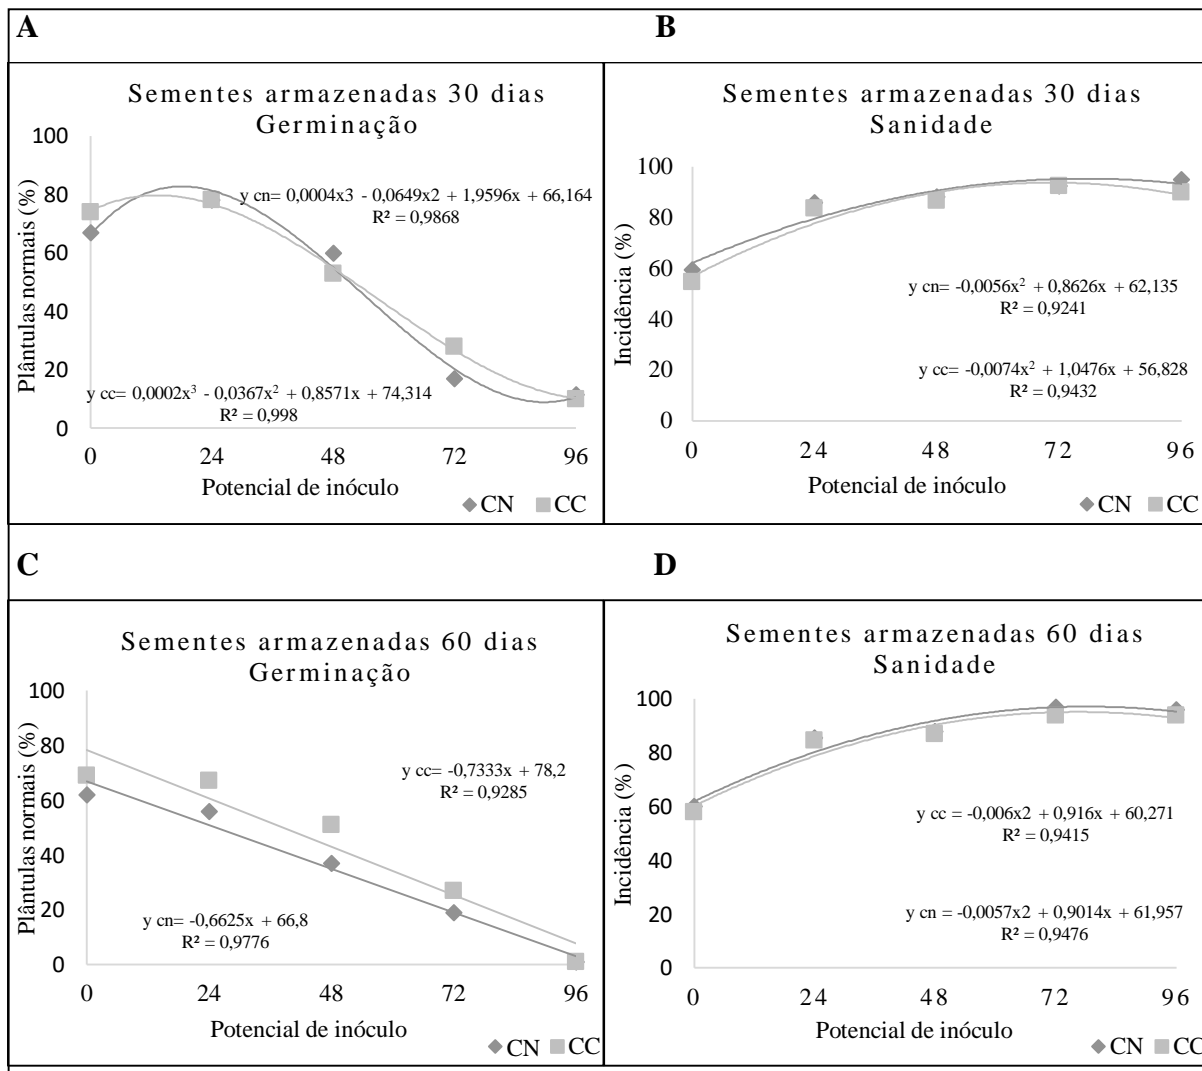 A
B
Sementes armazenadas 30 dias
Germinação
Plântulas normais (%)
100
80
60
40
20
0
y cn= 0,0004x3 - 0,0649x2 + 1,9596x + 66,164
R² = 0,9868
y cc= 0,0002x³ - 0,0367x² + 0,8571x + 74,314
R² = 0,998
0 24 48 72 96
Potencial de inóculo
CN CC
Sementes armazenadas 30 dias
Sanidade
Incidência (%)
100
80
60
40
20
0
y cn= -0,0056x² + 0,8626x + 62,135
R² = 0,9241
y cc= -0,0074x² + 1,0476x + 56,828
R² = 0,9432
0 24 48 72 96
Potencial de inóculo
CN CC
C
D
Sementes armazenadas 60 dias
Germinação
Plântulas normais (%)
100
80
60
40
20
0
y cc= -0,7333x + 78,2
R² = 0,9285
y cn= -0,6625x + 66,8
R² = 0,9776
0 24 48 72 96
Potencial de inóculo
CN CC
Sementes armazenadas 60 dias
Sanidade
Incidência (%)
100
80
60
40
20
0
y cc = -0,006x2 + 0,916x + 60,271
R² = 0,9415
y cn = -0,0057x2 + 0,9014x + 61,957
R² = 0,9476
0 24 48 72 96
Potencial de inóculo
CN CC